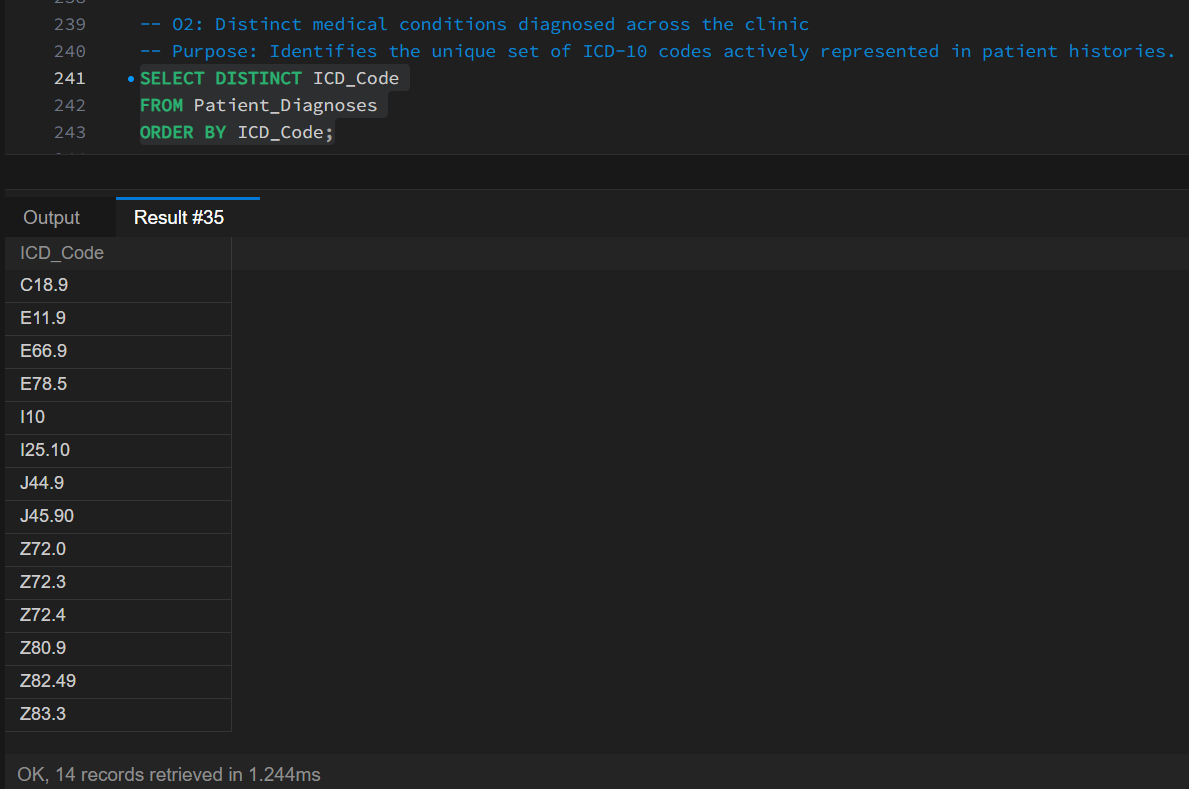 239 -- O2: Distinct medical conditions diagnosed across the clinic
240 -- Purpose: Identifies the unique set of ICD-10 codes actively represented in patient histories.
241 SELECT DISTINCT ICD_Code
242 FROM Patient_Diagnoses
243 ORDER BY ICD_Code;
Output Result #35
ICD_Code
C18.9
E11.9
E66.9
E78.5
I10
I25.10
J44.9
J45.90
Z72.0
Z72.3
Z72.4
Z80.9
Z82.49
Z83.3
OK, 14 records retrieved in 1.244ms